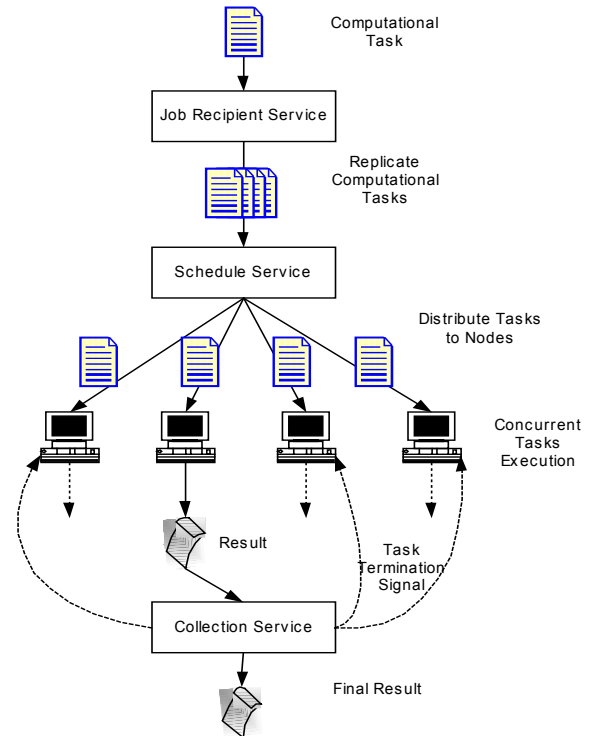 Computational
Task
Job Recipient Service
Replicate
Computational
Tasks
Schedule Service
Distribute Tasks
to Nodes
Concurrent
Tasks
Execution
Result
Task
Termination
Signal
Collection Service
Final Result